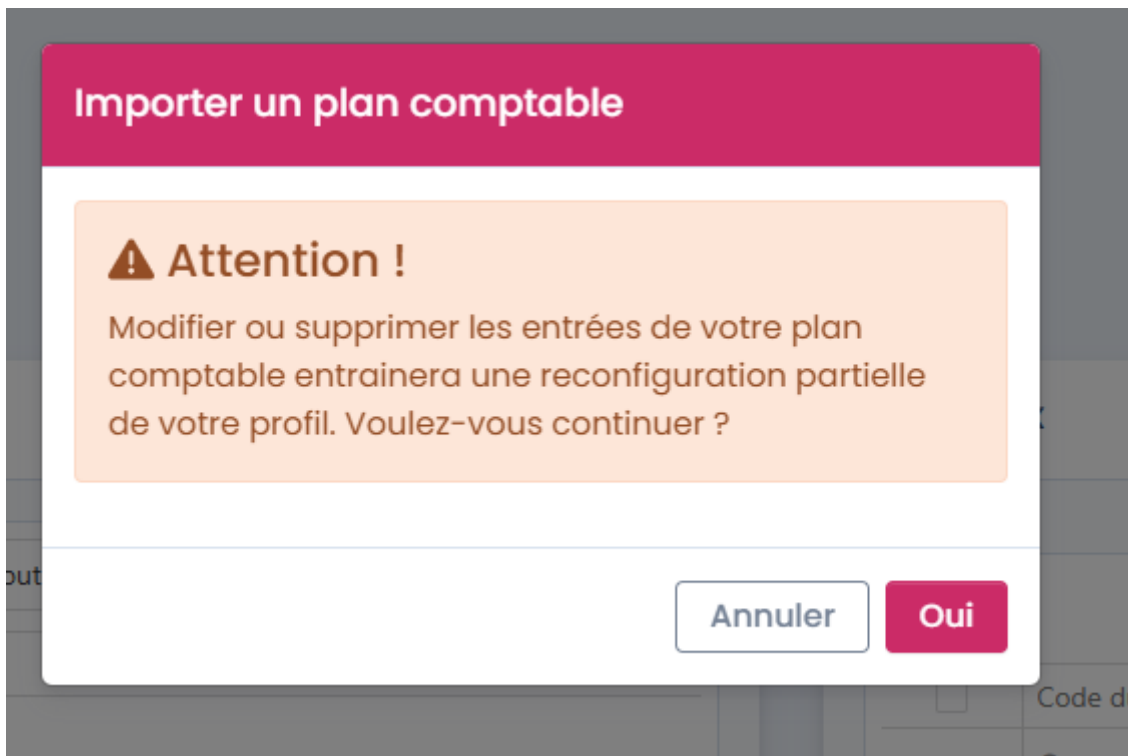 Importer un plan comptable
Attention !
Modifier ou supprimer les entrées de votre plan
comptable entrainera une reconfiguration partielle
de votre profil. Voulez-vous continuer ?
Annuler
Oui
Code